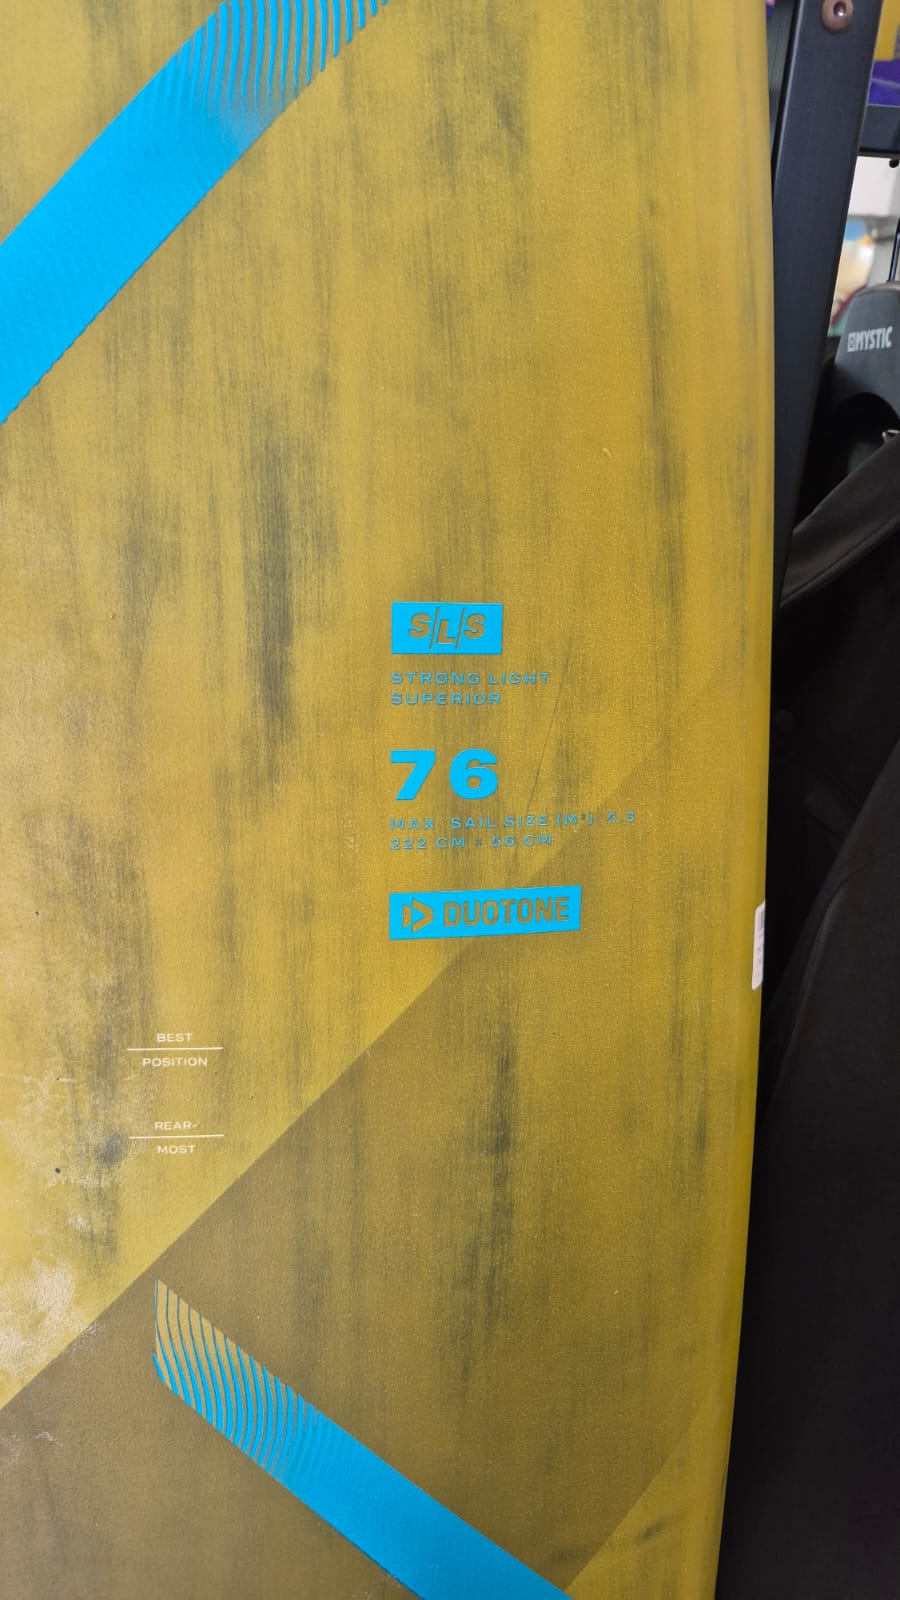 MYSTIC
S/L/S
STRONG LIGHT
SUPERIOR
76
MAX. SAIL SIZE (M²): 5.3
222 CM × 56 CM
DUOTONE
BEST
POSITION
REAR-
MOST